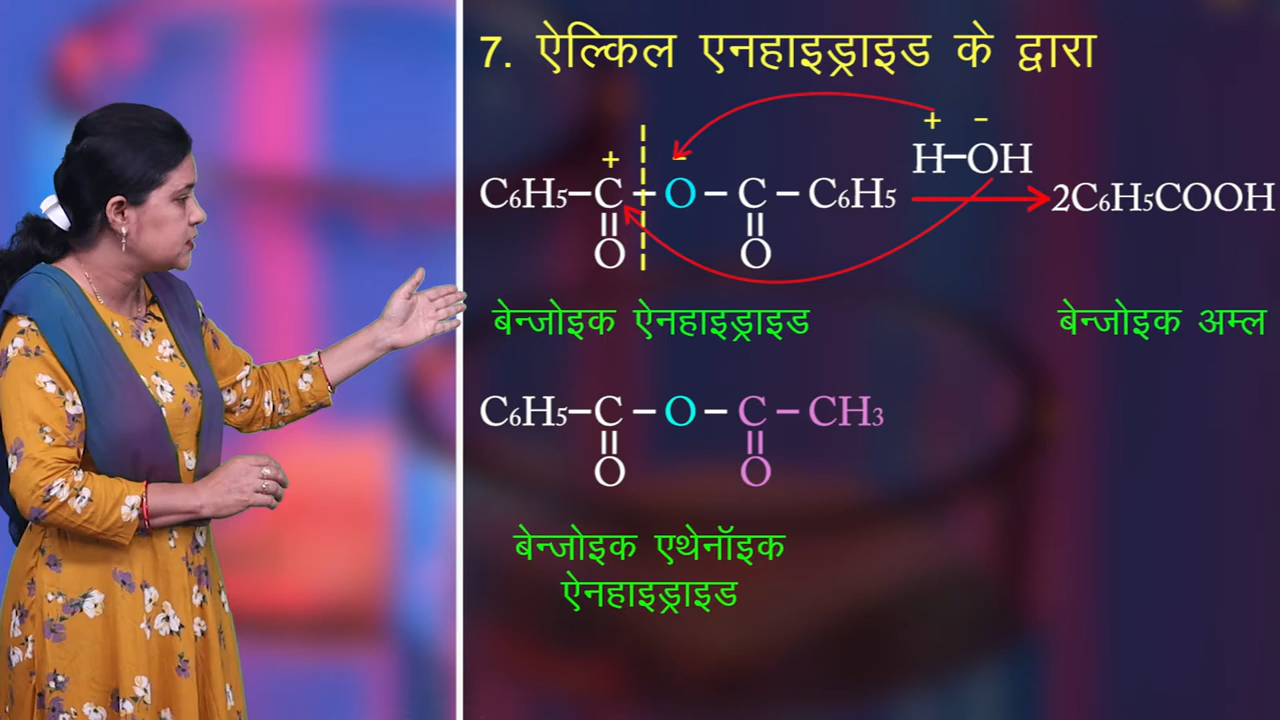 7. ऐल्किल एनहाइड्राइड के द्वारा
+ −
H−OH
+ −
C₆H₅−C−O−C−C₆H₅ → 2C₆H₅COOH
|| ||
O O
बेन्जोइक ऐनहाइड्राइड बेन्जोइक अम्ल
C₆H₅−C−O−C−CH₃
|| ||
O O
बेन्जोइक एथेनॉइक
ऐनहाइड्राइड